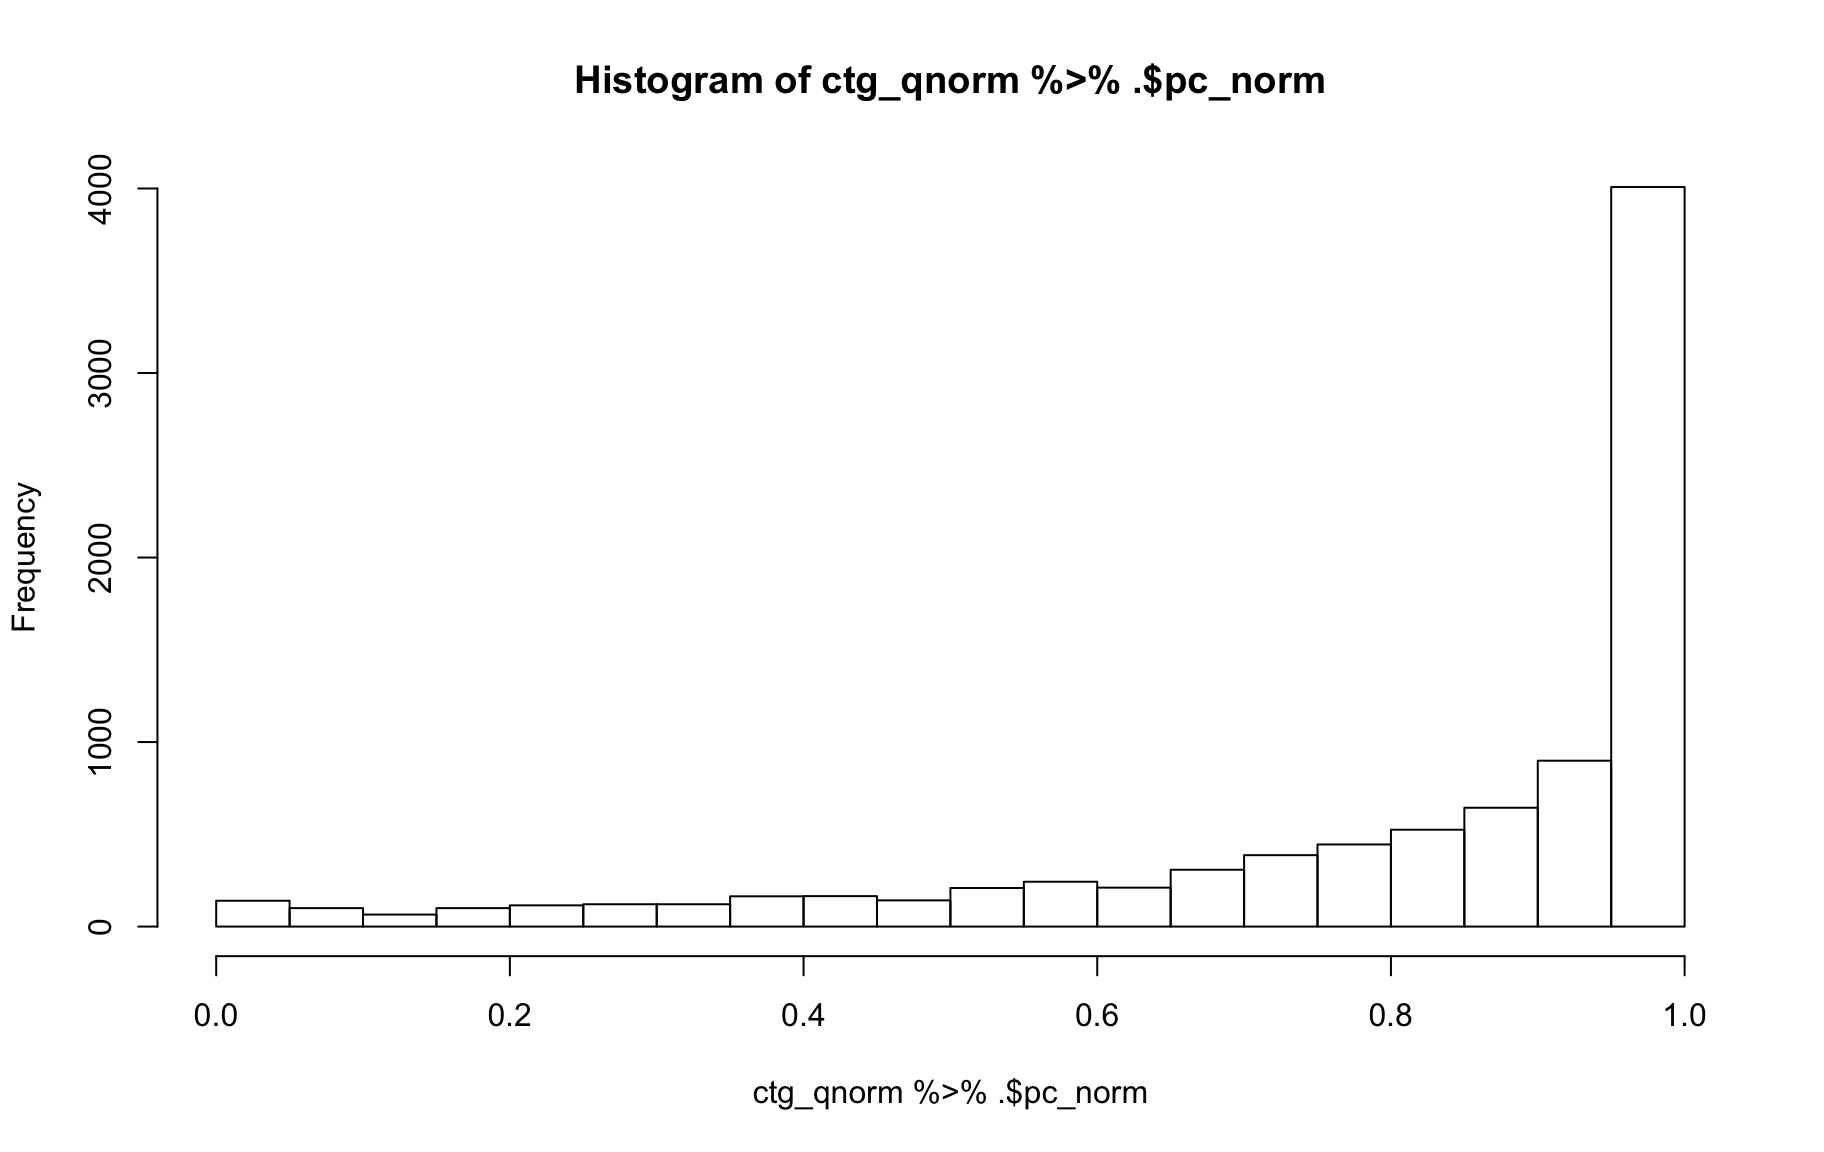 Histogram of ctg_qnorm %>% .$pc_norm
Frequency
4000
3000
2000
1000
0
0.0 0.2 0.4 0.6 0.8 1.0
ctg_qnorm %>% .$pc_norm